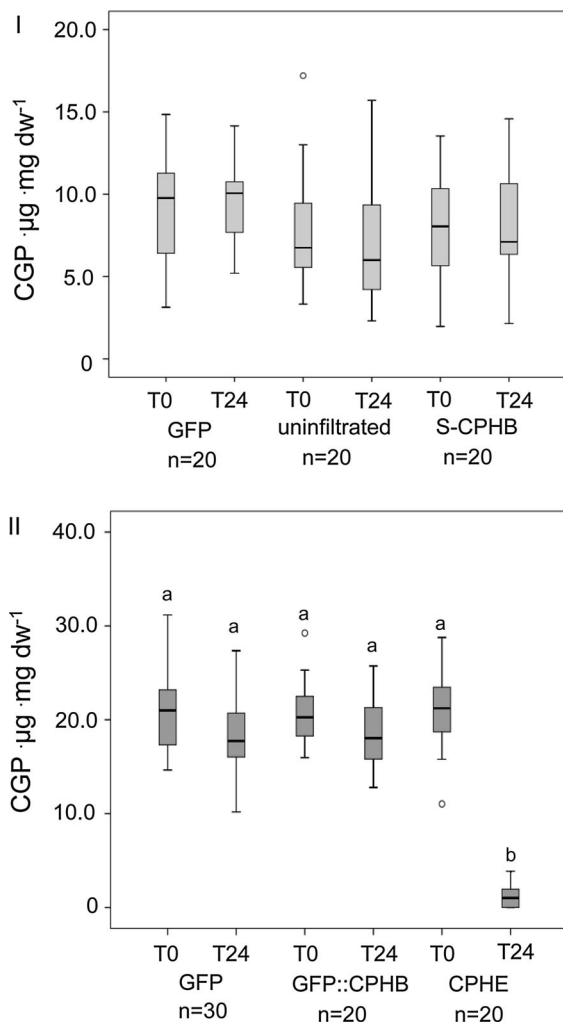 I
CGP ·µg ·mg dw⁻¹
20.0
15.0
10.0
5.0
0
T0 T24 T0 T24 T0 T24
GFP uninfiltrated S-CPHB
n=20 n=20 n=20
II
CGP ·µg ·mg dw⁻¹
40.0
30.0
20.0
10.0
0
a a a a a b
T0 T24 T0 T24 T0 T24
GFP GFP::CPHB CPHE
n=30 n=20 n=20